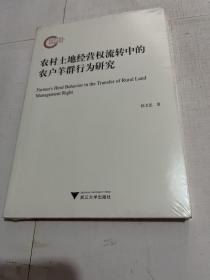 农村土地经营权流转中的
农户羊群行为研究
Farmer's Herd Behavior in the Transfer of Rural Land
Management Right
著
浙江大学出版社